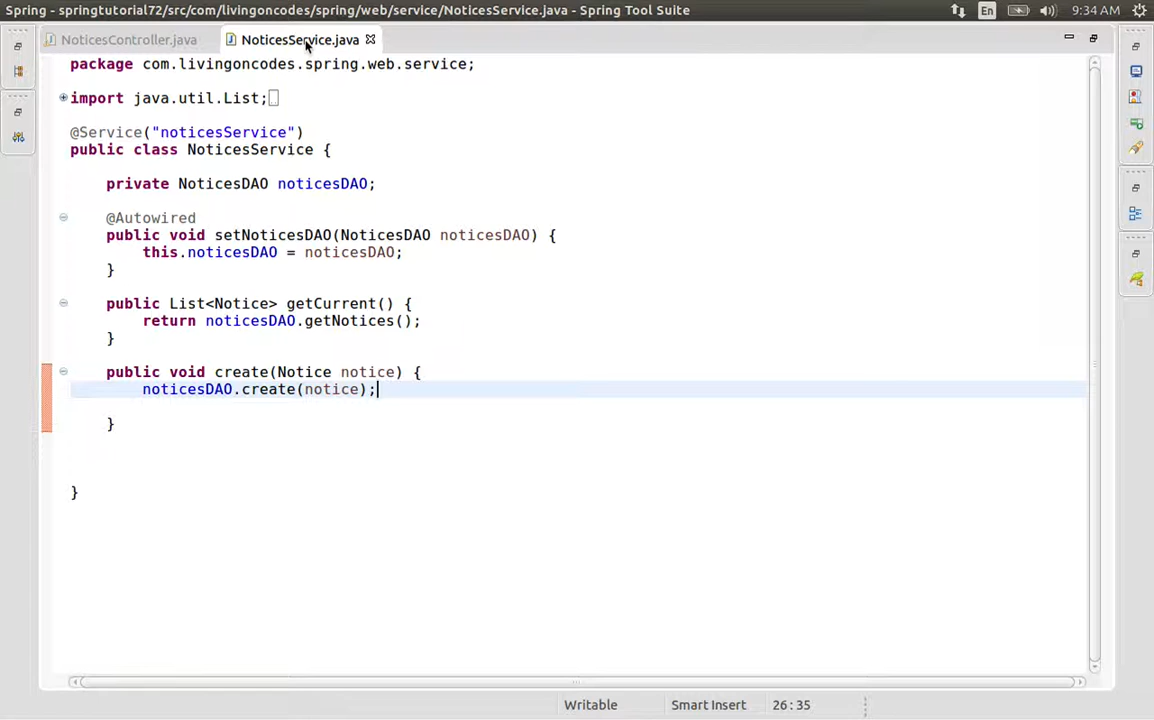 Spring - springtutorial72/src/com/livingoncodes/spring/web/service/NoticesService.java - Spring Tool Suite En 9:34 AM
NoticesController.java NoticesService.java
package com.livingoncodes.spring.web.service;
import java.util.List;
@Service("noticesService")
public class NoticesService {
private NoticesDAO noticesDAO;
@Autowired
public void setNoticesDAO(NoticesDAO noticesDAO) {
this.noticesDAO = noticesDAO;
}
public List<Notice> getCurrent() {
return noticesDAO.getNotices();
}
public void create(Notice notice) {
noticesDAO.create(notice);
}
}
Writable Smart Insert 26 : 35